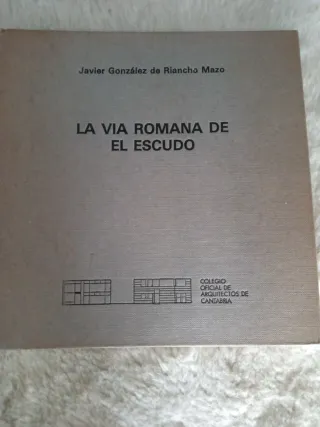 Javier González de Riancho Mazo
LA VIA ROMANA DE
EL ESCUDO
COLEGIO
OFICIAL DE
ARQUITECTOS DE
CANTABRIA